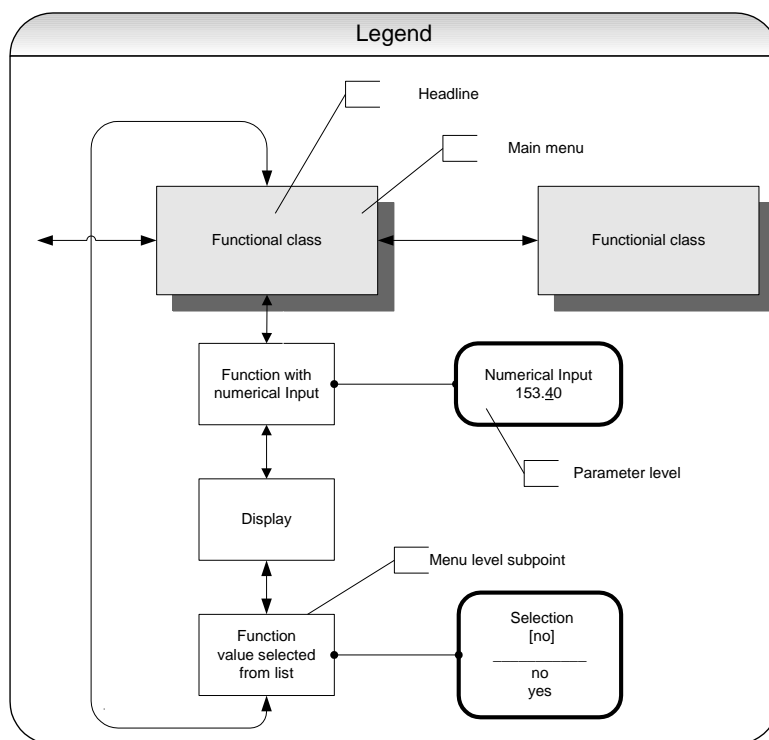 Legend
Headline
Main menu
Functional class
Functionial class
Function with
numerical Input
Numerical Input
153.40
Parameter level
Display
Menu level subpoint
Function
value selected
from list
Selection
[no]
no
yes